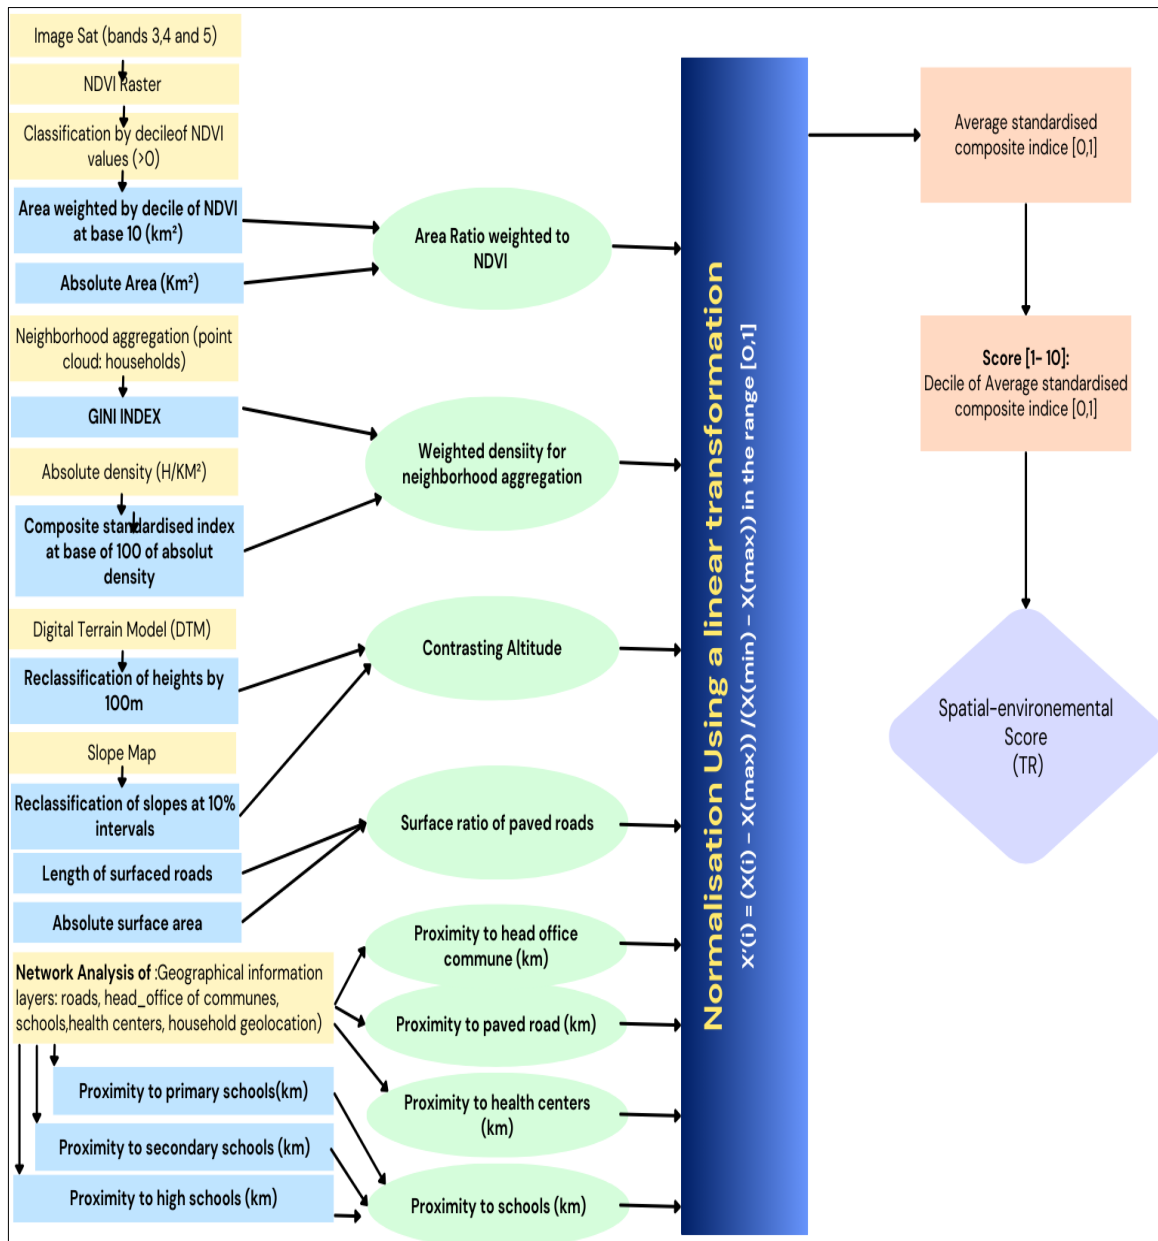 Image Sat (bands 3,4 and 5)
NDVI Raster
Classification by decileof NDVI
values (>0)
Area weighted by decile of NDVI
at base 10 (km²)
Absolute Area (Km²)
Neighborhood aggregation (point
cloud: households)
GINI INDEX
Absolute density (H/KM²)
Composite standardised index
at base of 100 of absolut
density
Digital Terrain Model (DTM)
Reclassification of heights by
100m
Slope Map
Reclassification of slopes at 10%
intervals
Length of surfaced roads
Absolute surface area
Network Analysis of :Geographical information
layers: roads, head_office of communes,
schools,health centers, household geolocation)
Proximity to primary schools(km)
Proximity to secondary schools (km)
Proximity to high schools (km)
Area Ratio weighted to
NDVI
Weighted densiity for
neighborhood aggregation
Contrasting Altitude
Surface ratio of paved roads
Proximity to head office
commune (km)
Proximity to paved road (km)
Proximity to health centers
(km)
Proximity to schools (km)
Normalisation Using a linear transformation
X'(i) = (X(i) - X(max)) /(X(min) - X(max)) in the range [0,1]
Average standardised
composite indice [0,1]
Score [1- 10]:
Decile of Average standardised
composite indice [0,1]
Spatial-environemental
Score
(TR)